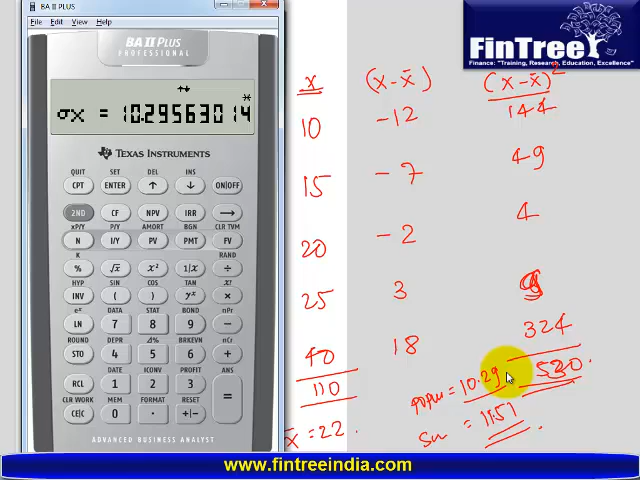 BA II PLUS
File Edit View Help
BA II PLUS
PROFESSIONAL
σx = 10.29563014
TEXAS INSTRUMENTS
QUIT SET DEL INS
CPT ENTER ↑ ↓ ON/OFF
2ND CF NPV IRR →
xP/Y P/Y AMORT BGN CLR TVM
N I/Y PV PMT FV
K RAND
% √x x² 1/x ÷
HYP SIN COS TAN x!
INV ( ) yˣ ×
eˣ DATA STAT BOND nPr
LN 7 8 9 −
ROUND DEPR Δ% BRKEVN nCr
STO 4 5 6 +
DATE ICONV PROFIT ANS
RCL 1 2 3 =
CLR WORK MEM FORMAT RESET
CE|C 0 . +|−
ADVANCED BUSINESS ANALYST
FinTree
Finance: "Training, Research, Education, Excellence"
x (x-x̄) (x-x̄)²
10 -12 144
15 -7 49
20 -2 4
25 3 9
40 18 324
110 530.
x̄ = 22.
= 10.29
= 11.51.
www.fintreeindia.com